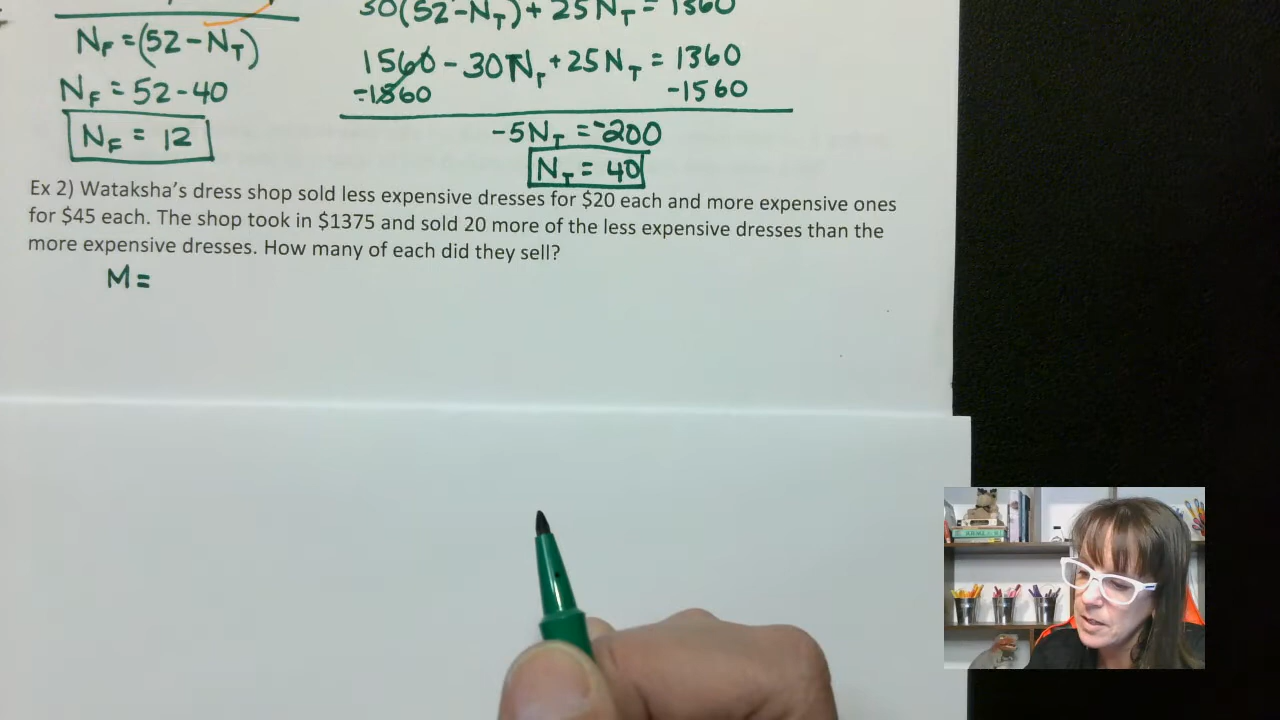 30(52-N_T)+25N_T=1360
N_F=(52-N_T)
1560-30N_T+25N_T=1360
N_F=52-40
-1560 -1560
N_F=12
-5N_T=-200
N_T=40
Ex 2) Wataksha's dress shop sold less expensive dresses for $20 each and more expensive ones
for $45 each. The shop took in $1375 and sold 20 more of the less expensive dresses than the
more expensive dresses. How many of each did they sell?
M=